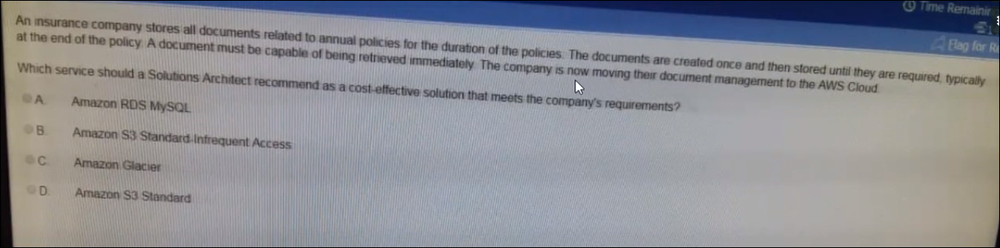 Time Remainin
Flag for Re
An insurance company stores all documents related to annual policies for the duration of the policies. The documents are created once and then stored until they are required, typically
at the end of the policy. A document must be capable of being retrieved immediately. The company is now moving their document management to the AWS Cloud.
Which service should a Solutions Architect recommend as a cost-effective solution that meets the company's requirements?
A. Amazon RDS MySQL
B. Amazon S3 Standard-Infrequent Access
C. Amazon Glacier
D. Amazon S3 Standard